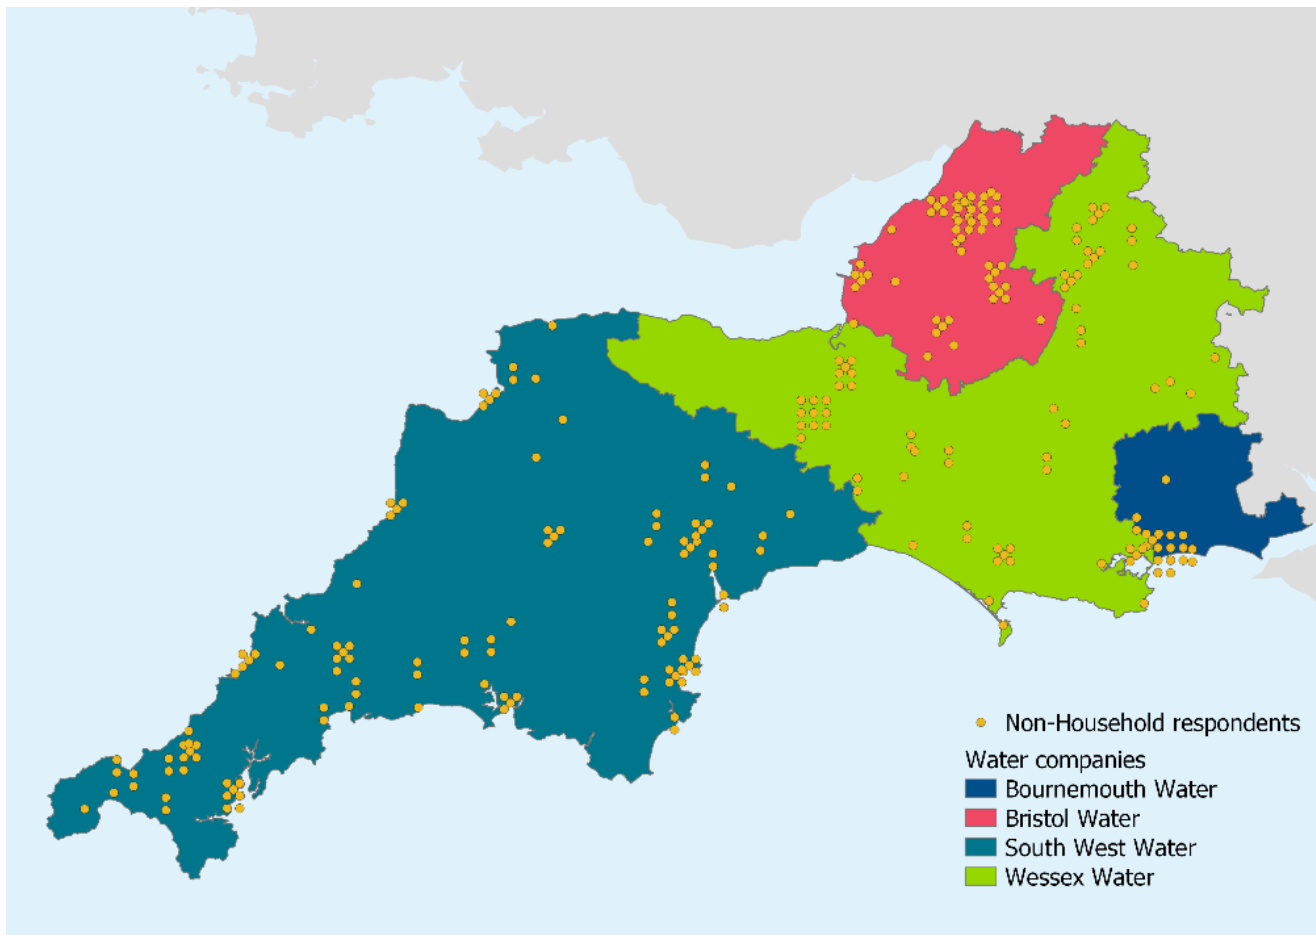 Non-Household respondents
Water companies
Bournemouth Water
Bristol Water
South West Water
Wessex Water